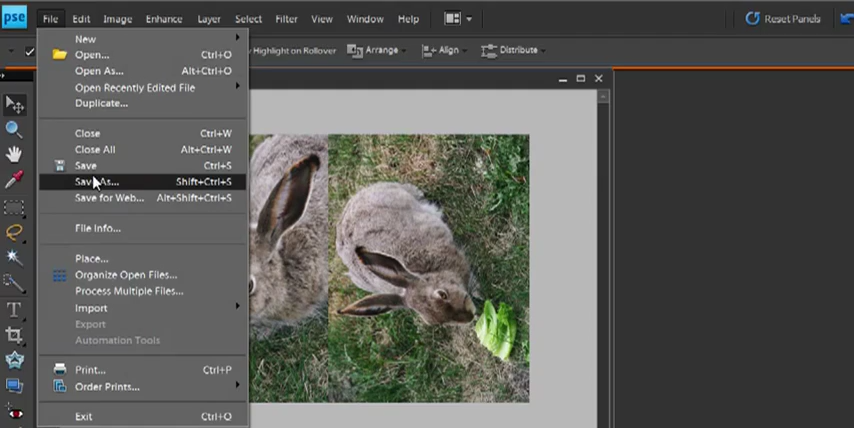 pse File Edit Image Enhance Layer Select Filter View Window Help Reset Panels
Highlight on Rollover Arrange Align Distribute
New
Open... Ctrl+O
Open As... Alt+Ctrl+O
Open Recently Edited File
Duplicate...
Close Ctrl+W
Close All Alt+Ctrl+W
Save Ctrl+S
Save As... Shift+Ctrl+S
Save for Web... Alt+Shift+Ctrl+S
File Info...
Place...
Organize Open Files...
Process Multiple Files...
Import
Export
Automation Tools
Print... Ctrl+P
Order Prints...
Exit Ctrl+Q